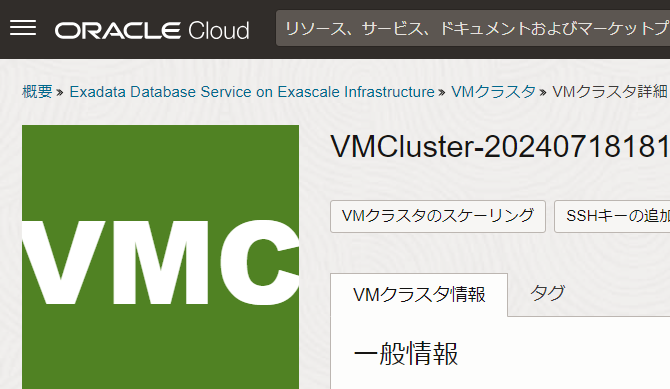 ORACLE Cloud
リソース、サービス、ドキュメントおよびマーケットプ
概要 » Exadata Database Service on Exascale Infrastructure » VMクラスタ » VMクラスタ詳細
VMC
VMCluster-20240718181
VMクラスタのスケーリング
SSHキーの追加
VMクラスタ情報
タグ
一般情報